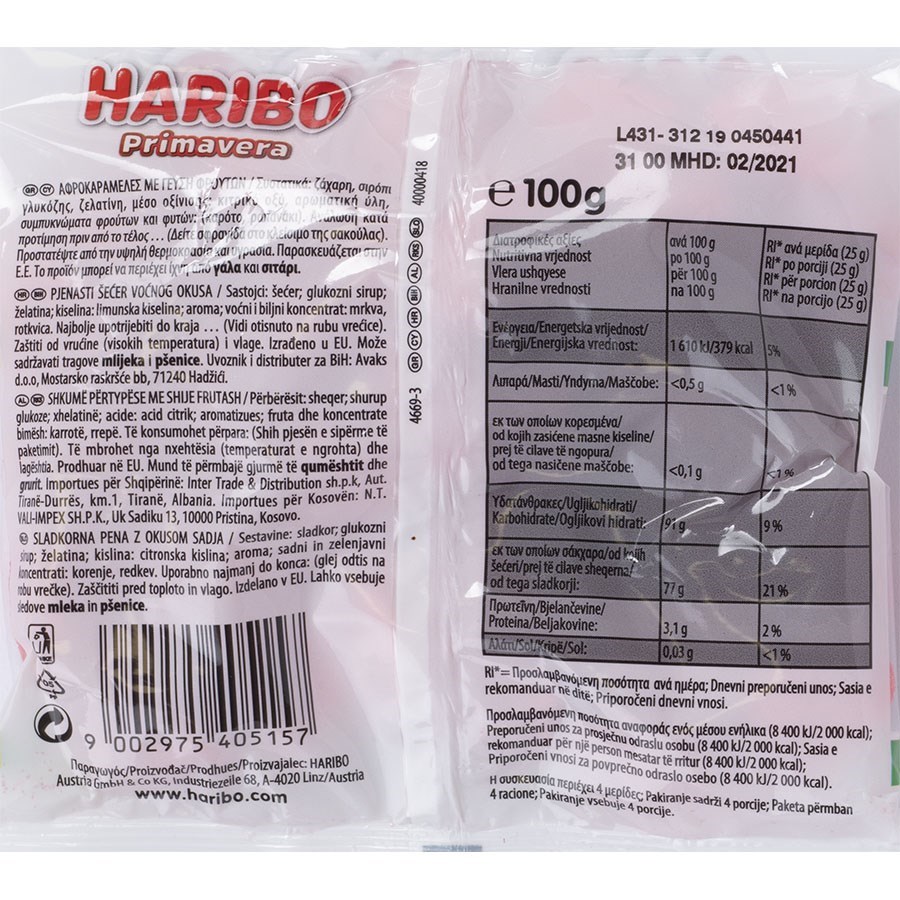 HARIBO
Primavera
GR CY ΑΦΡΟΚΑΡΑΜΕΛΕΣ ΜΕ ΓΕΥΣΗ ΦΡΟΥΤΩΝ / Συστατικά: ζάχαρη, σιρόπι
γλυκόζης, ζελατίνη, μέσο οξίνισης: κιτρικό οξύ, αρωματική ύλη,
συμπυκνώματα φρούτων και φυτών: (καρότο, ραπανάκι). Ανάλωση κατά
προτίμηση πριν από το τέλος ... (Δείτε σφραγίδα στο κλείσιμο της σακούλας).
Προστατέψτε από την υψηλή θερμοκρασία και υγρασία. Παρασκευάζεται στην
Ε.Ε. Το προϊόν μπορεί να περιέχει ίχνη από γάλα και σιτάρι.
HR BIH PJENASTI ŠEĆER VOĆNOG OKUSA / Sastojci: šećer; glukozni sirup;
želatina; kiselina: limunska kiselina; aroma; voćni i biljni koncentrat: mrkva,
rotkvica. Najbolje upotrijebiti do kraja ... (Vidi otisnuto na rubu vrećice).
Zaštiti od vrućine (visokih temperatura) i vlage. Izrađeno u EU. Može
sadržavati tragove mlijeka i pšenice. Uvoznik i distributer za BiH: Avaks
d.o.o, Mostarsko raskršće bb, 71240 Hadžići.
AL RKS SHKUMË PËRTYPËSE ME SHIJE FRUTASH / Përbërësit: sheqer; shurup
glukoze; xhelatinë; acide: acid citrik; aromatizues; fruta dhe koncentrate
bimësh: karrotë, rrepë. Të konsumohet përpara: (Shih pjesën e sipërme të
paketimit). Të mbrohet nga nxehtësia (temperaturat e ngrohta) dhe
lagështia. Prodhuar në EU. Mund të përmbajë gjurmë të qumështit dhe
grurit. Importues për Shqipërinë: Inter Trade & Distribution sh.p.k, Aut.
Tiranë-Durrës, km.1, Tiranë, Albania. Importues për Kosovën: N.T.
VALI-IMPEX SH.P.K., Uk Sadiku 13, 10000 Pristina, Kosovo.
SLO SLADKORNA PENA Z OKUSOM SADJA / Sestavine: sladkor; glukozni
sirup; želatina; kislina: citronska kislina; aroma; sadni in zelenjavni
koncentrati: korenje, redkev. Uporabno najmanj do konca: (glej odtis na
robu vrečke). Zaščititi pred toploto in vlago. Izdelano v EU. Lahko vsebuje
sledove mleka in pšenice.
9 002975 405157
Παραγωγός/Proizvođač/Prodhues/Proizvajalec: HARIBO
Austria GmbH & Co KG, Industriezeile 68, A-4020 Linz/Austria
www.haribo.com
4669-3 GR CY HR BIH AL RKS SLO 40000418
L431- 312 19 0450441
31 00 MHD: 02/2021
e 100g
Διατροφικές αξίες ανά 100 g RI* ανά μερίδα (25 g)
Nutritivna vrijednost po 100 g RI* po porciji (25 g)
Vlera ushqyese për 100 g RI* për porcion (25 g)
Hranilne vrednosti na 100 g RI* na porcijo (25 g)
Ενέργεια/Energetska vrijednost/
Energji/Energijska vrednost: 1 610 kJ/379 kcal 5%
Λιπαρά/Masti/Yndyrna/Maščobe: <0,5 g <1%
εκ των οποίων κορεσμένα/
od kojih zasićene masne kiseline/
prej të cilave të ngopura/
od tega nasičene maščobe: <0,1 g <1%
Υδατάνθρακες/Ugljikohidrati/
Karbohidrate/Ogljikovi hidrati: 91 g 9%
εκ των οποίων σάκχαρα/od kojih
šećeri/prej të cilave sheqerna/
od tega sladkorji: 77 g 21%
Πρωτεΐνη/Bjelančevine/
Proteina/Beljakovine: 3,1 g 2%
Αλάτι/Sol/Kripë/Sol: 0,03 g <1%
RI*= Προσλαμβανόμενη ποσότητα ανά ημέρα; Dnevni preporučeni unos; Sasia e
rekomanduar në ditë; Priporočeni dnevni vnosi.
Προσλαμβανόμενη ποσότητα αναφοράς ενός μέσου ενήλικα (8 400 kJ/2 000 kcal);
Preporučeni unos za prosječnu odraslu osobu (8 400 kJ/2 000 kcal); Sasia e
rekomanduar për një person mesatar të rritur (8 400 kJ/2 000 kcal);
Priporočeni vnosi za povprečno odraslo osebo (8 400 kJ/2 000 kcal).
Η συσκευασία περιέχει 4 μερίδες; Pakiranje sadrži 4 porcije; Paketa përmban
4 racione; Pakiranje vsebuje 4 porcije.